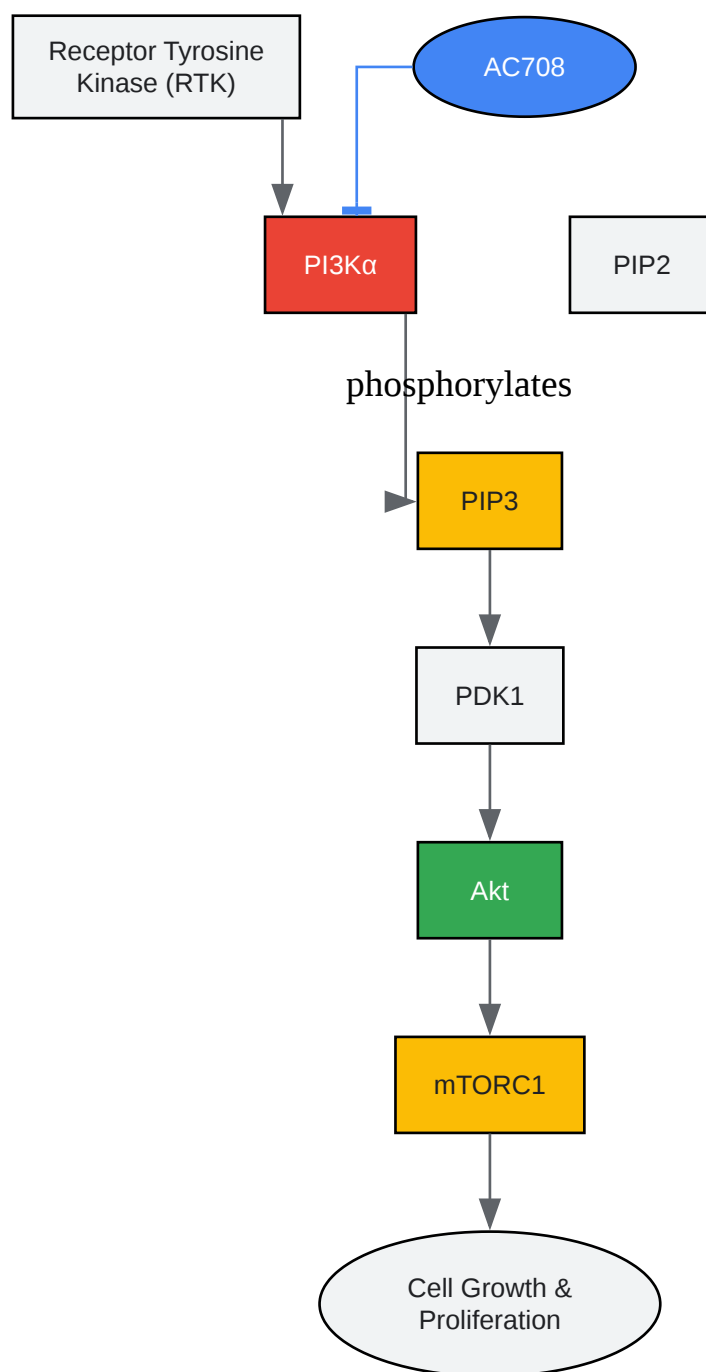 Receptor Tyrosine
Kinase (RTK)
AC708
PI3Kα
PIP2
phosphorylates
PIP3
PDK1
Akt
mTORC1
Cell Growth &
Proliferation